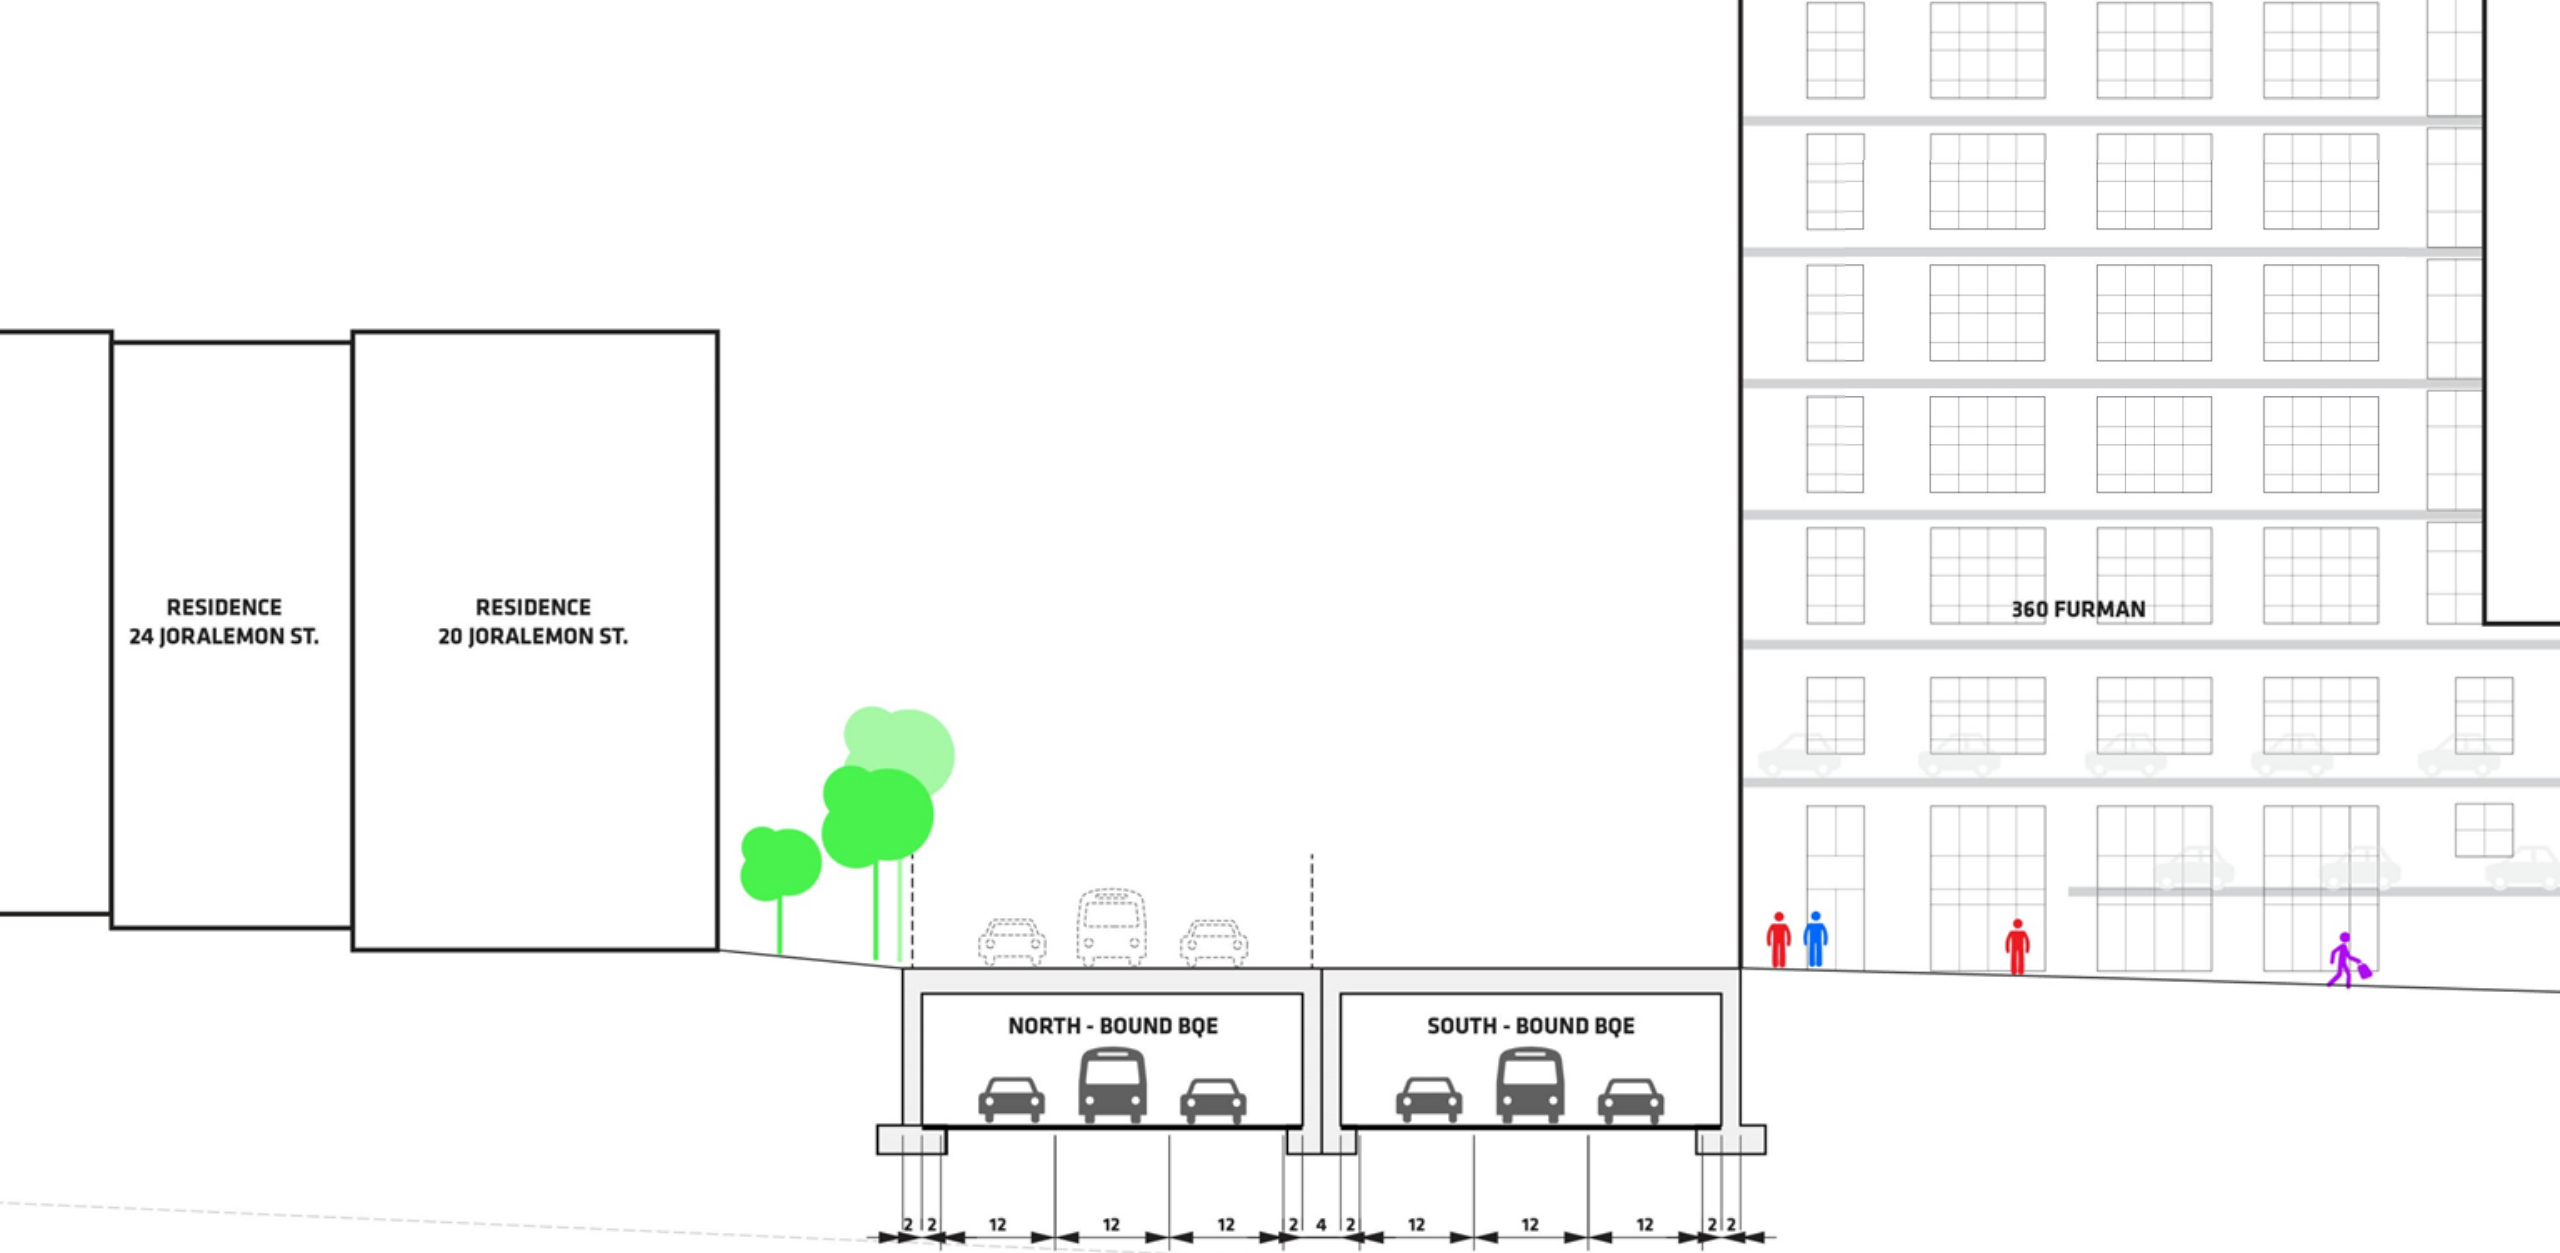 RESIDENCE
24 JORALEMON ST.
RESIDENCE
20 JORALEMON ST.
360 FURMAN
NORTH - BOUND BQE
SOUTH - BOUND BQE
2 2 12 12 12 2 4 2 12 12 12 2 2